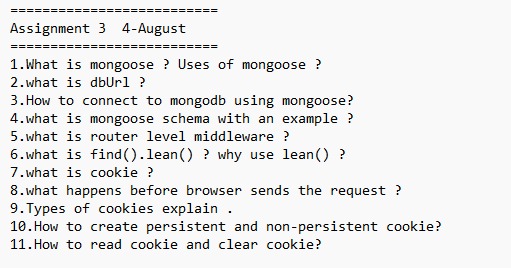 ==========================
Assignment 3  4-August
==========================
1.What is mongoose ? Uses of mongoose ?
2.what is dbUrl ?
3.How to connect to mongodb using mongoose?
4.what is mongoose schema with an example ?
5.what is router level middleware ?
6.what is find().lean() ? why use lean() ?
7.what is cookie ?
8.what happens before browser sends the request ?
9.Types of cookies explain .
10.How to create persistent and non-persistent cookie?
11.How to read cookie and clear cookie?